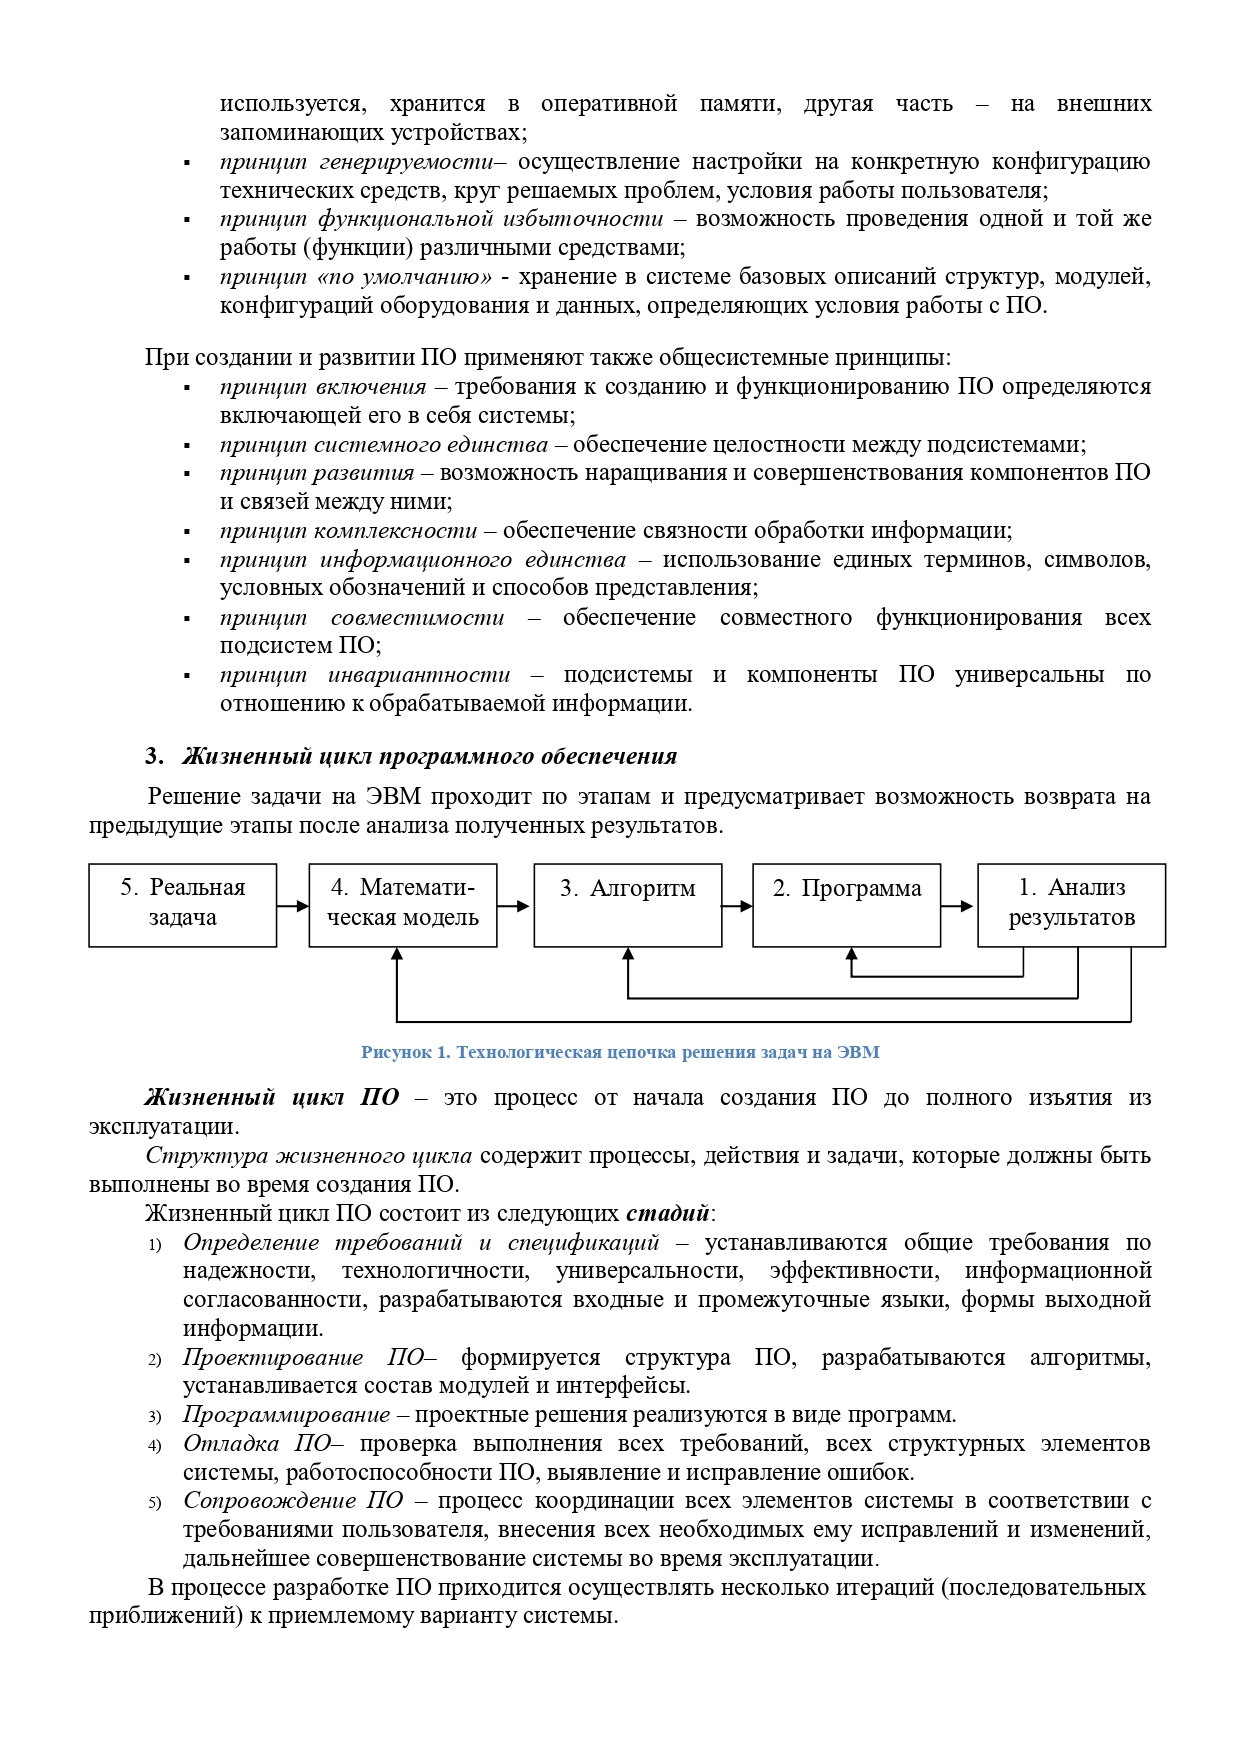 используется, хранится в оперативной памяти, другая часть – на внешних
запоминающих устройствах;
▪ принцип генерируемости– осуществление настройки на конкретную конфигурацию
технических средств, круг решаемых проблем, условия работы пользователя;
▪ принцип функциональной избыточности – возможность проведения одной и той же
работы (функции) различными средствами;
▪ принцип «по умолчанию» - хранение в системе базовых описаний структур, модулей,
конфигураций оборудования и данных, определяющих условия работы с ПО.
При создании и развитии ПО применяют также общесистемные принципы:
▪ принцип включения – требования к созданию и функционированию ПО определяются
включающей его в себя системы;
▪ принцип системного единства – обеспечение целостности между подсистемами;
▪ принцип развития – возможность наращивания и совершенствования компонентов ПО
и связей между ними;
▪ принцип комплексности – обеспечение связности обработки информации;
▪ принцип информационного единства – использование единых терминов, символов,
условных обозначений и способов представления;
▪ принцип совместимости – обеспечение совместного функционирования всех
подсистем ПО;
▪ принцип инвариантности – подсистемы и компоненты ПО универсальны по
отношению к обрабатываемой информации.
3. Жизненный цикл программного обеспечения
Решение задачи на ЭВМ проходит по этапам и предусматривает возможность возврата на
предыдущие этапы после анализа полученных результатов.
5. Реальная
задача
4. Математи-
ческая модель
3. Алгоритм
2. Программа
1. Анализ
результатов
Рисунок 1. Технологическая цепочка решения задач на ЭВМ
Жизненный цикл ПО – это процесс от начала создания ПО до полного изъятия из
эксплуатации.
Структура жизненного цикла содержит процессы, действия и задачи, которые должны быть
выполнены во время создания ПО.
Жизненный цикл ПО состоит из следующих стадий:
1) Определение требований и спецификаций – устанавливаются общие требования по
надежности, технологичности, универсальности, эффективности, информационной
согласованности, разрабатываются входные и промежуточные языки, формы выходной
информации.
2) Проектирование ПО– формируется структура ПО, разрабатываются алгоритмы,
устанавливается состав модулей и интерфейсы.
3) Программирование – проектные решения реализуются в виде программ.
4) Отладка ПО– проверка выполнения всех требований, всех структурных элементов
системы, работоспособности ПО, выявление и исправление ошибок.
5) Сопровождение ПО – процесс координации всех элементов системы в соответствии с
требованиями пользователя, внесения всех необходимых ему исправлений и изменений,
дальнейшее совершенствование системы во время эксплуатации.
В процессе разработке ПО приходится осуществлять несколько итераций (последовательных
приближений) к приемлемому варианту системы.